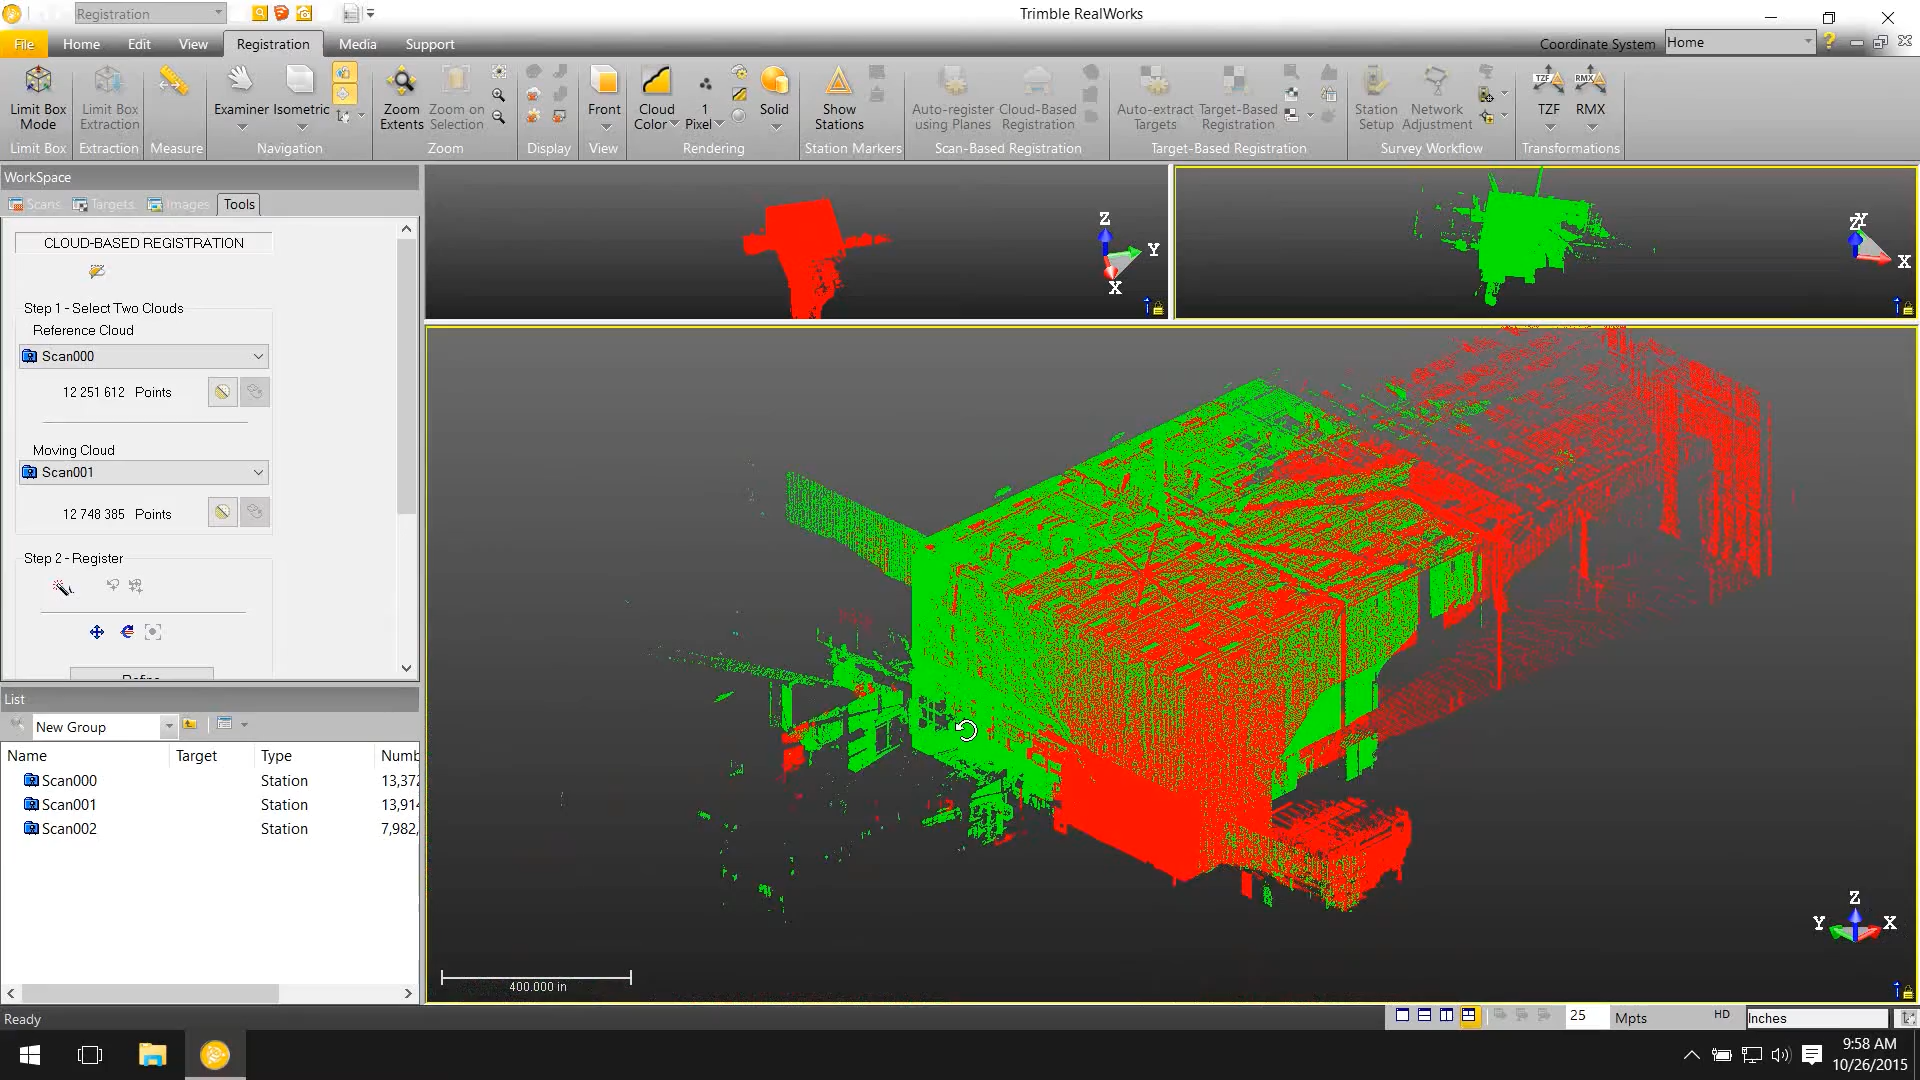 Registration
Trimble RealWorks
File Home Edit View Registration Media Support
Coordinate System Home
Limit Box Mode
Limit Box Extraction
Examiner Isometric
Zoom Extents
Zoom on Selection
Front
Cloud Color
1 Pixel
Solid
Show Stations
Auto-register using Planes
Cloud-Based Registration
Auto-extract Targets
Target-Based Registration
Station Setup
Network Adjustment
TZF
RMX
Limit Box Extraction Measure Navigation Zoom Display View Rendering Station Markers Scan-Based Registration Target-Based Registration Survey Workflow Transformations
WorkSpace
Scans Targets Images Tools
CLOUD-BASED REGISTRATION
Step 1 - Select Two Clouds
Reference Cloud
Scan000
12 251 612 Points
Moving Cloud
Scan001
12 748 385 Points
Step 2 - Register
List
New Group
Name Target Type Numb
Scan000 Station 13,372
Scan001 Station 13,914
Scan002 Station 7,982,
Z
Y
X
Z Y
X
Z
Y X
400.000 in
Ready
25 Mpts HD Inches
9:58 AM
10/26/2015